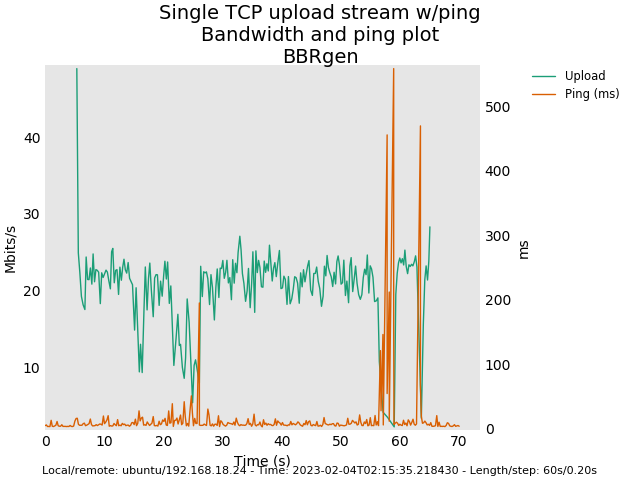 Single TCP upload stream w/ping
Bandwidth and ping plot
BBRgen
Upload
Ping (ms)
Mbits/s
40
30
20
10
500
400
300
200
100
0
ms
0 10 20 30 40 50 60 70
Time (s)
Local/remote: ubuntu/192.168.18.24 - Time: 2023-02-04T02:15:35.218430 - Length/step: 60s/0.20s